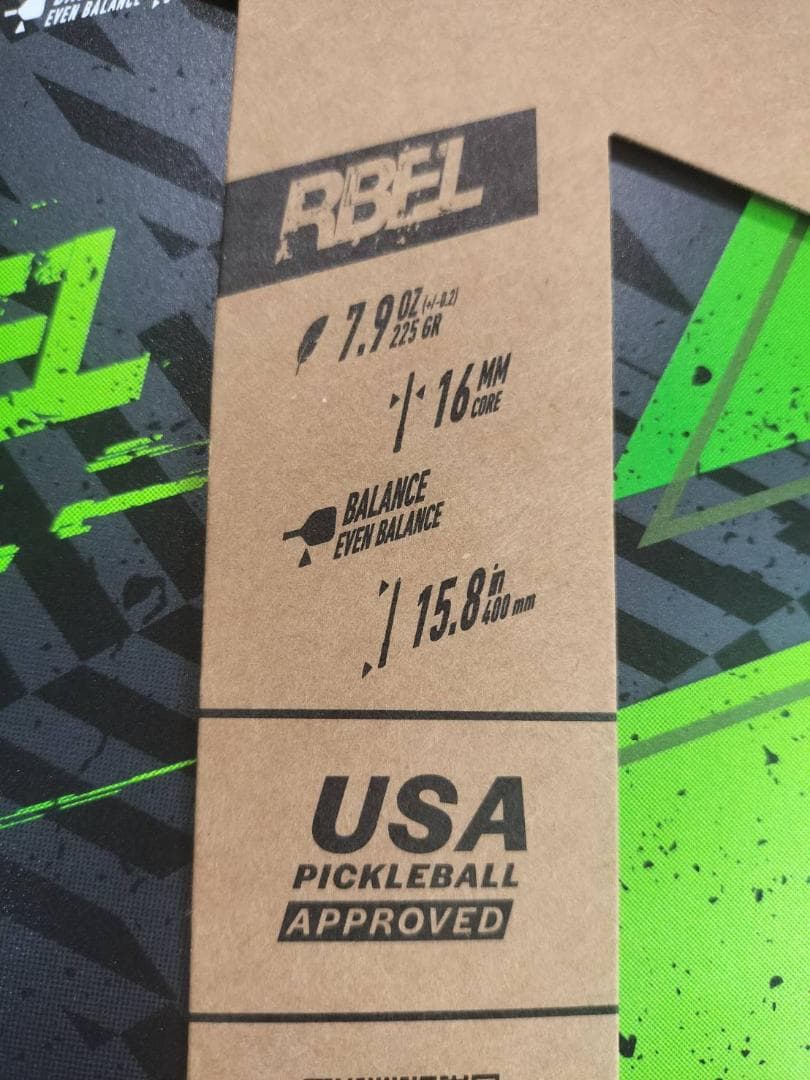 BALANCE
EVEN BALANCE
RBEL
7.9 OZ (+/-0.2)
225 GR
16 MM
CORE
BALANCE
EVEN BALANCE
15.8 in
400 mm
USA
PICKLEBALL
APPROVED